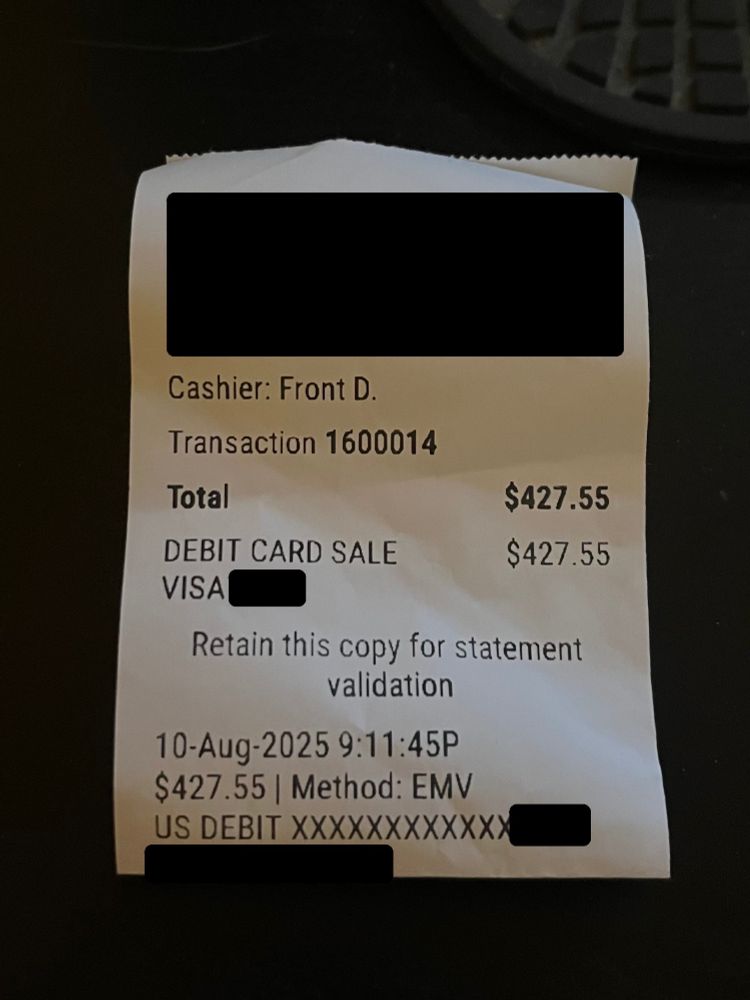 Cashier: Front D.
Transaction 1600014
Total $427.55
DEBIT CARD SALE $427.55
VISA
Retain this copy for statement
validation
10-Aug-2025 9:11:45P
$427.55 | Method: EMV
US DEBIT XXXXXXXXXXXX